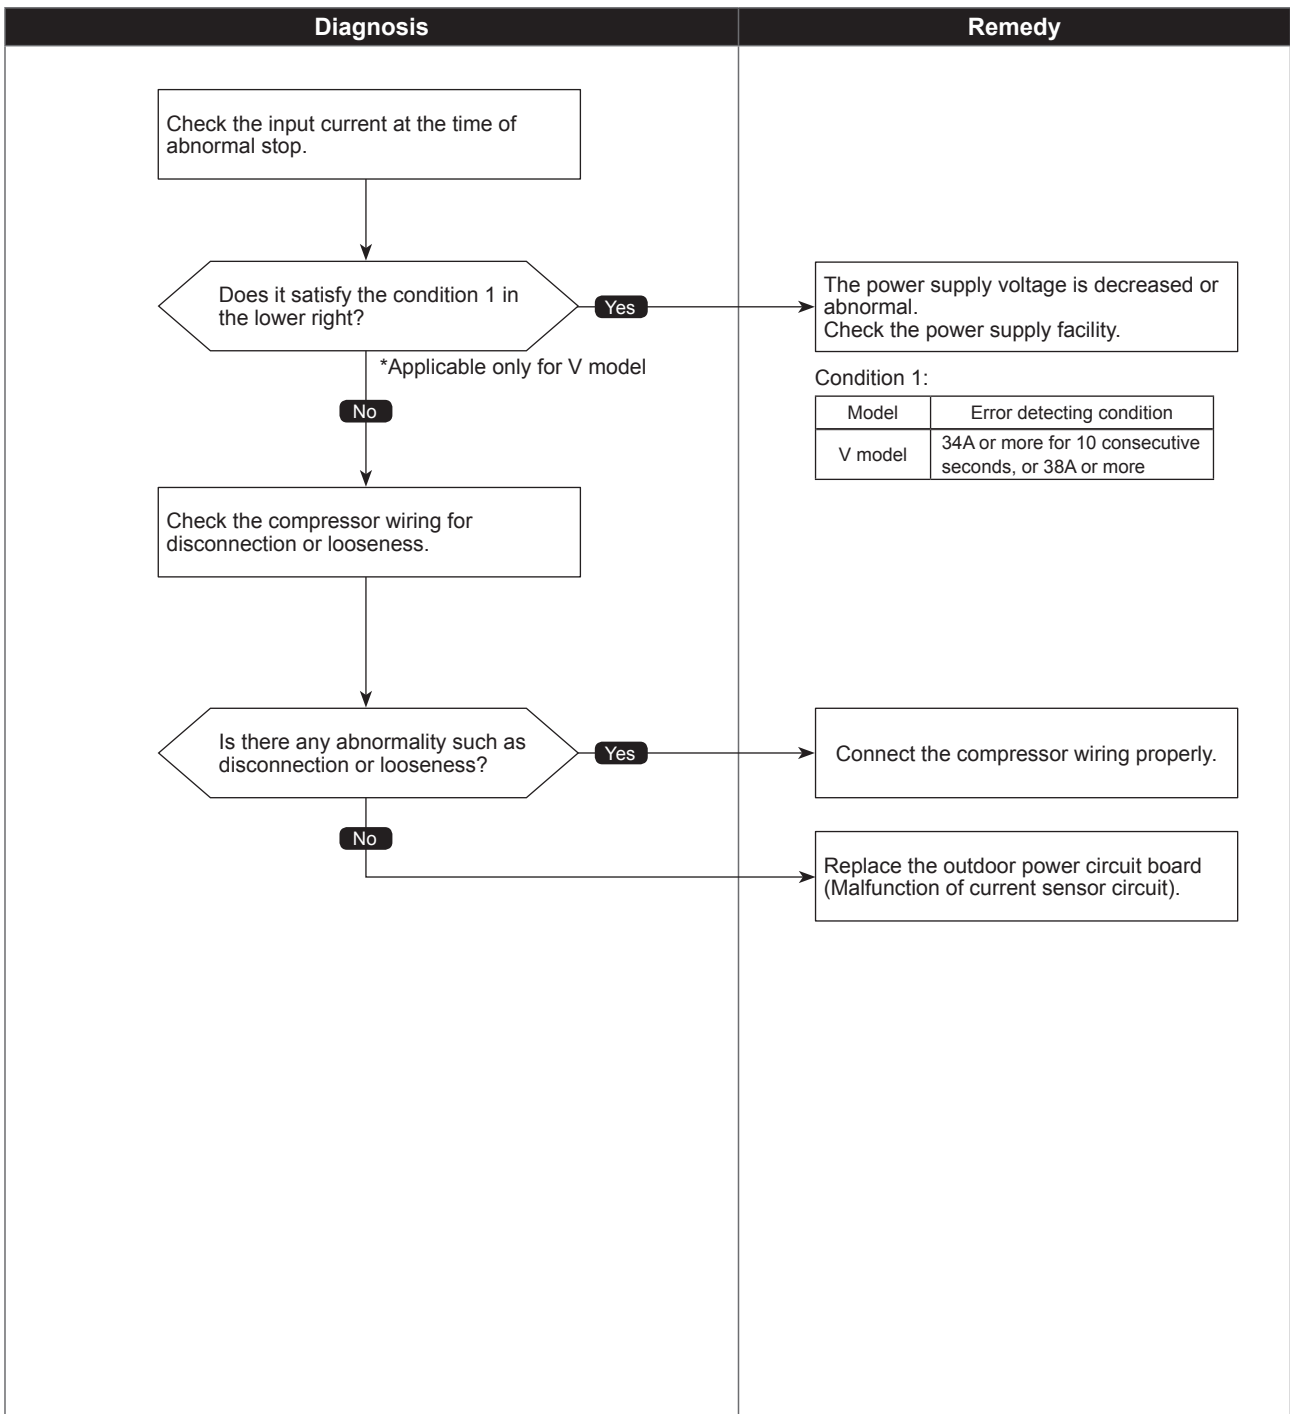 Diagnosis
Remedy
Check the input current at the time of
abnormal stop.
Does it satisfy the condition 1 in
the lower right?
Yes
The power supply voltage is decreased or
abnormal.
Check the power supply facility.
*Applicable only for V model
No
Condition 1:
Model
Error detecting condition
V model
34A or more for 10 consecutive
seconds, or 38A or more
Check the compressor wiring for
disconnection or looseness.
Is there any abnormality such as
disconnection or looseness?
Yes
Connect the compressor wiring properly.
No
Replace the outdoor power circuit board
(Malfunction of current sensor circuit).